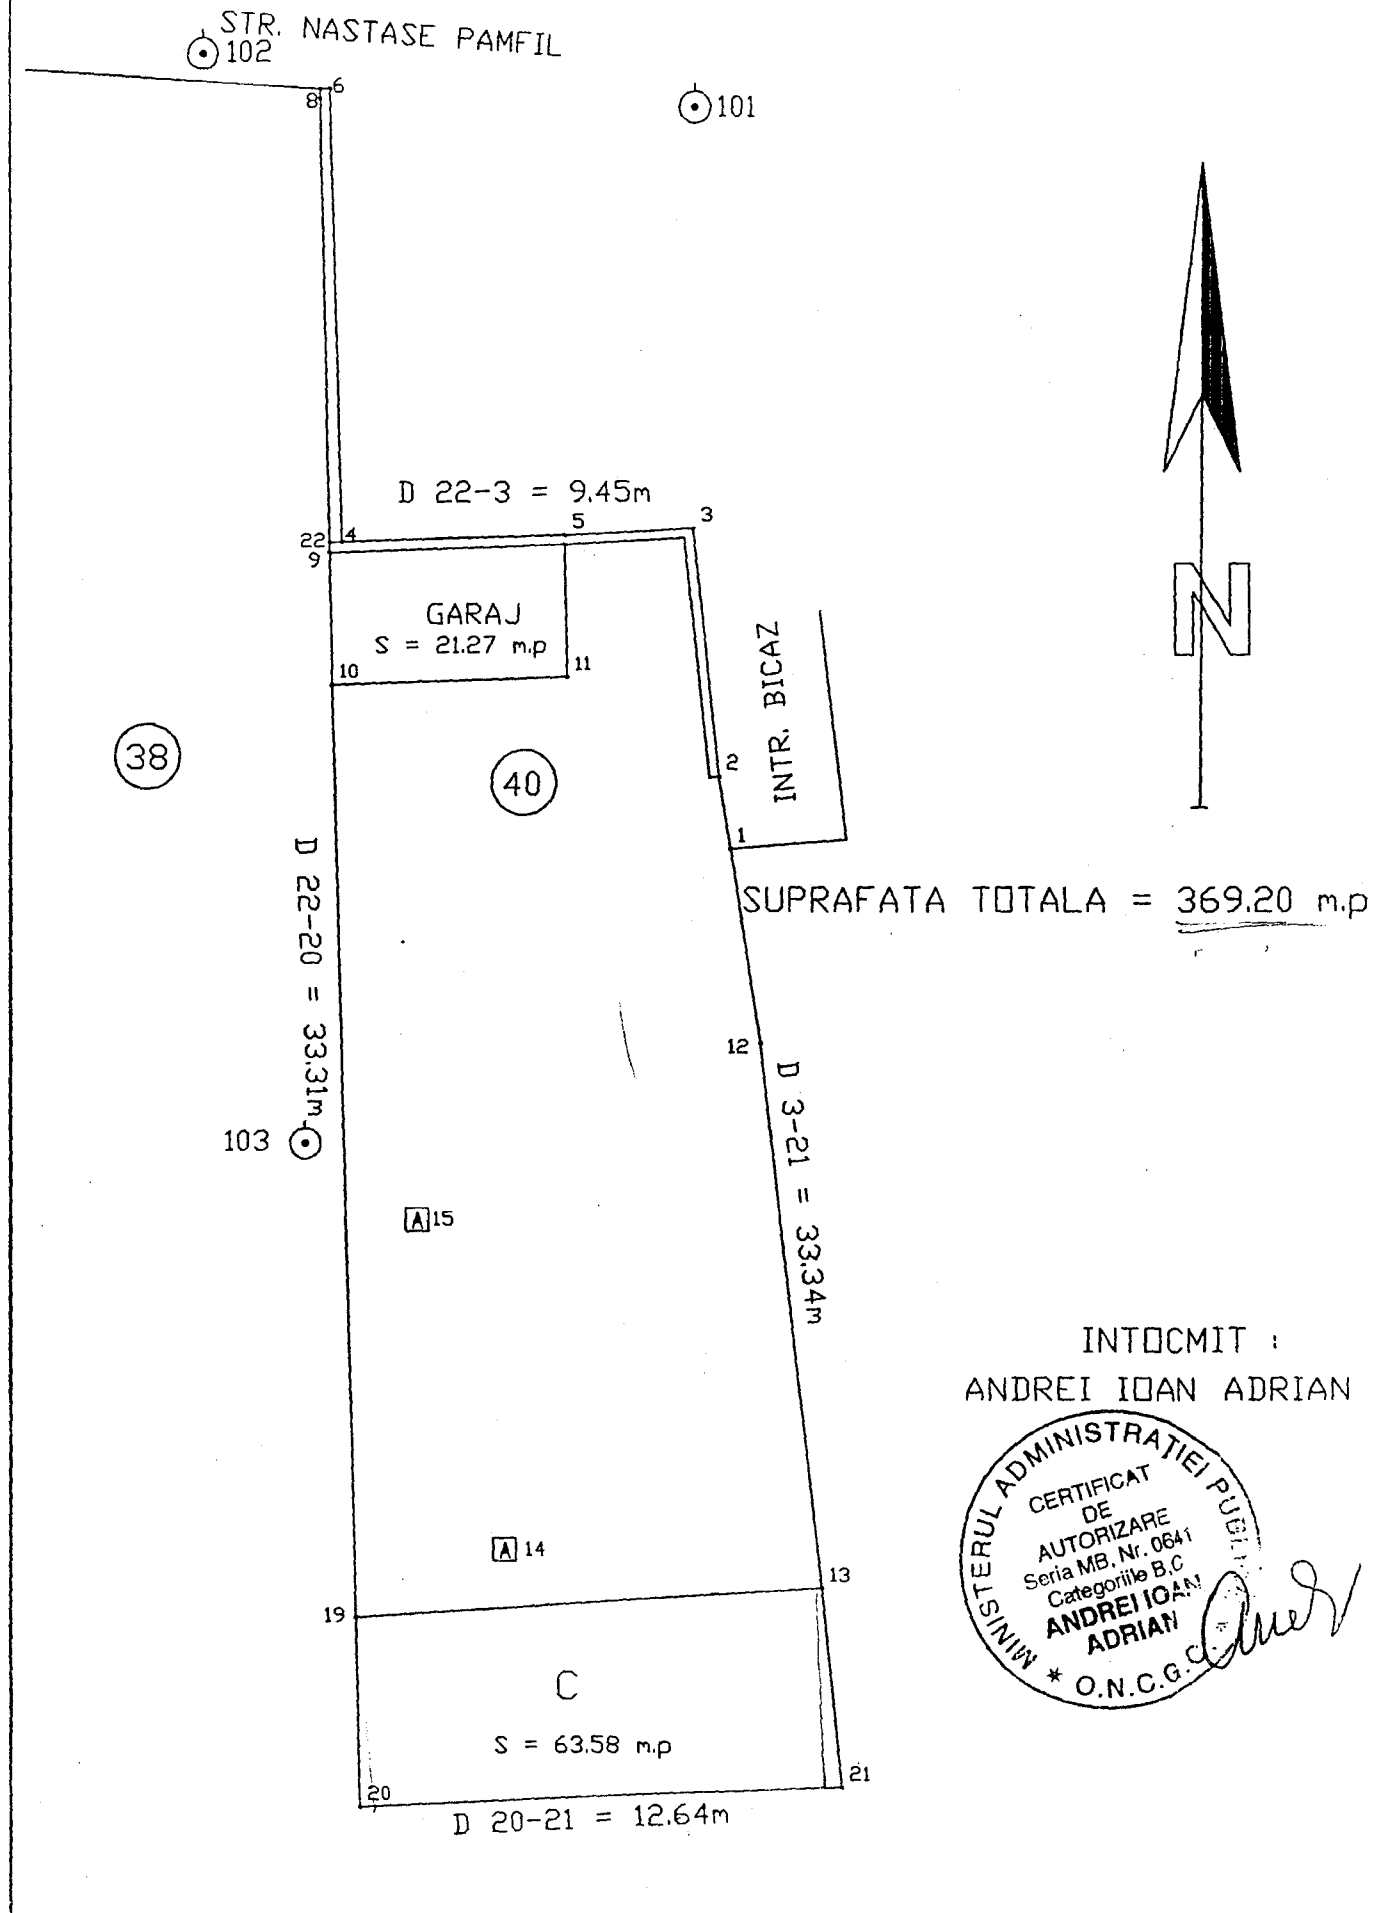 STR. NASTASE PAMFIL
102
101
6
8
D 22-3 = 9.45m
3
5
22
4
9
GARAJ
S = 21.27 m.p
10
11
INTR. BICAZ
38
40
2
1
D 22-20 = 33.31m
SUPRAFATA TOTALA = 369.20 m.p
12
D 3-21 = 33.34m
103
A 15
A 14
13
19
C
S = 63.58 m.p
20
21
D 20-21 = 12.64m
N
INTOCMIT :
ANDREI IOAN ADRIAN
MINISTERUL ADMINISTRAŢIEI
CERTIFICAT
DE
AUTORIZARE
Seria MB, Nr. 0641
Categoriile B,C
ANDREI IOAN
ADRIAN
* O.N.C.G.C.